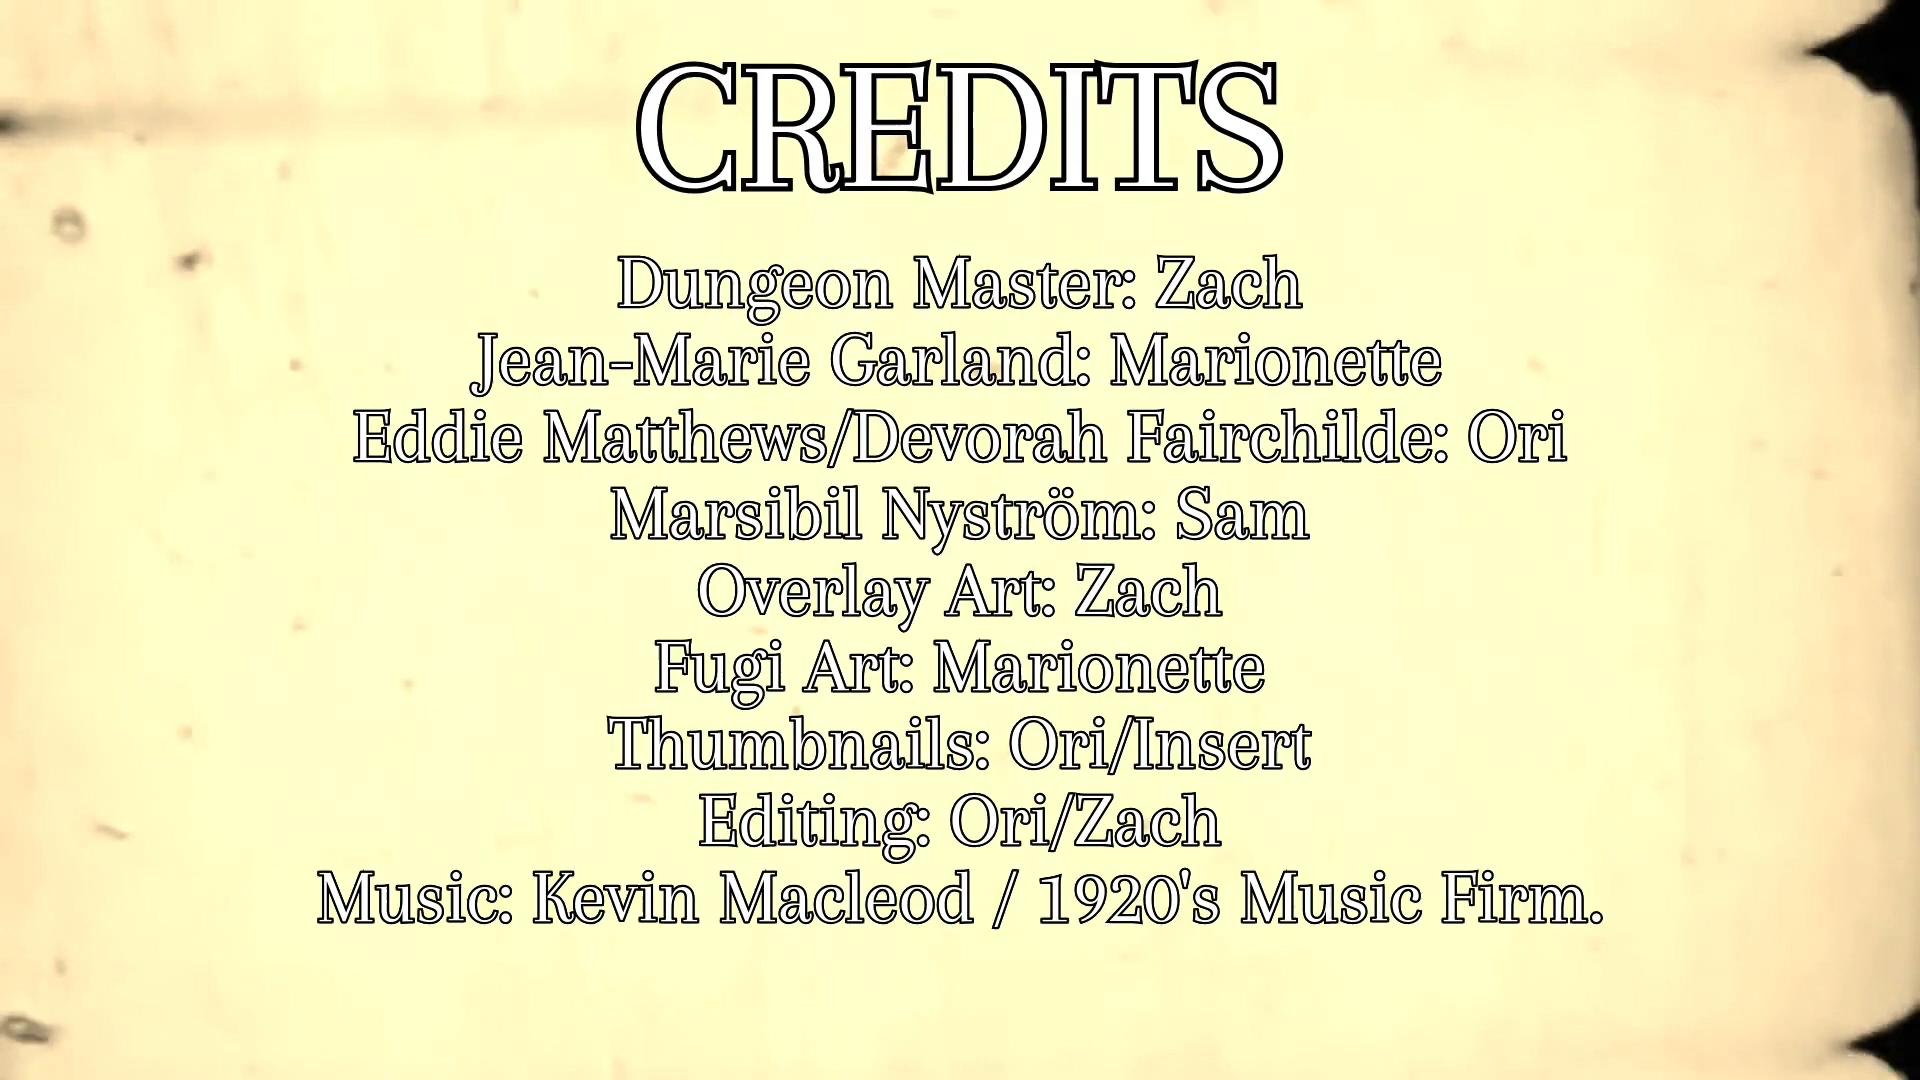 CREDITS
Dungeon Master: Zach
Jean-Marie Garland: Marionette
Eddie Matthews/Devorah Fairchilde: Ori
Marsibil Nyström: Sam
Overlay Art: Zach
Fugi Art: Marionette
Thumbnails: Ori/Insert
Editing: Ori/Zach
Music: Kevin Macleod / 1920's Music Firm.